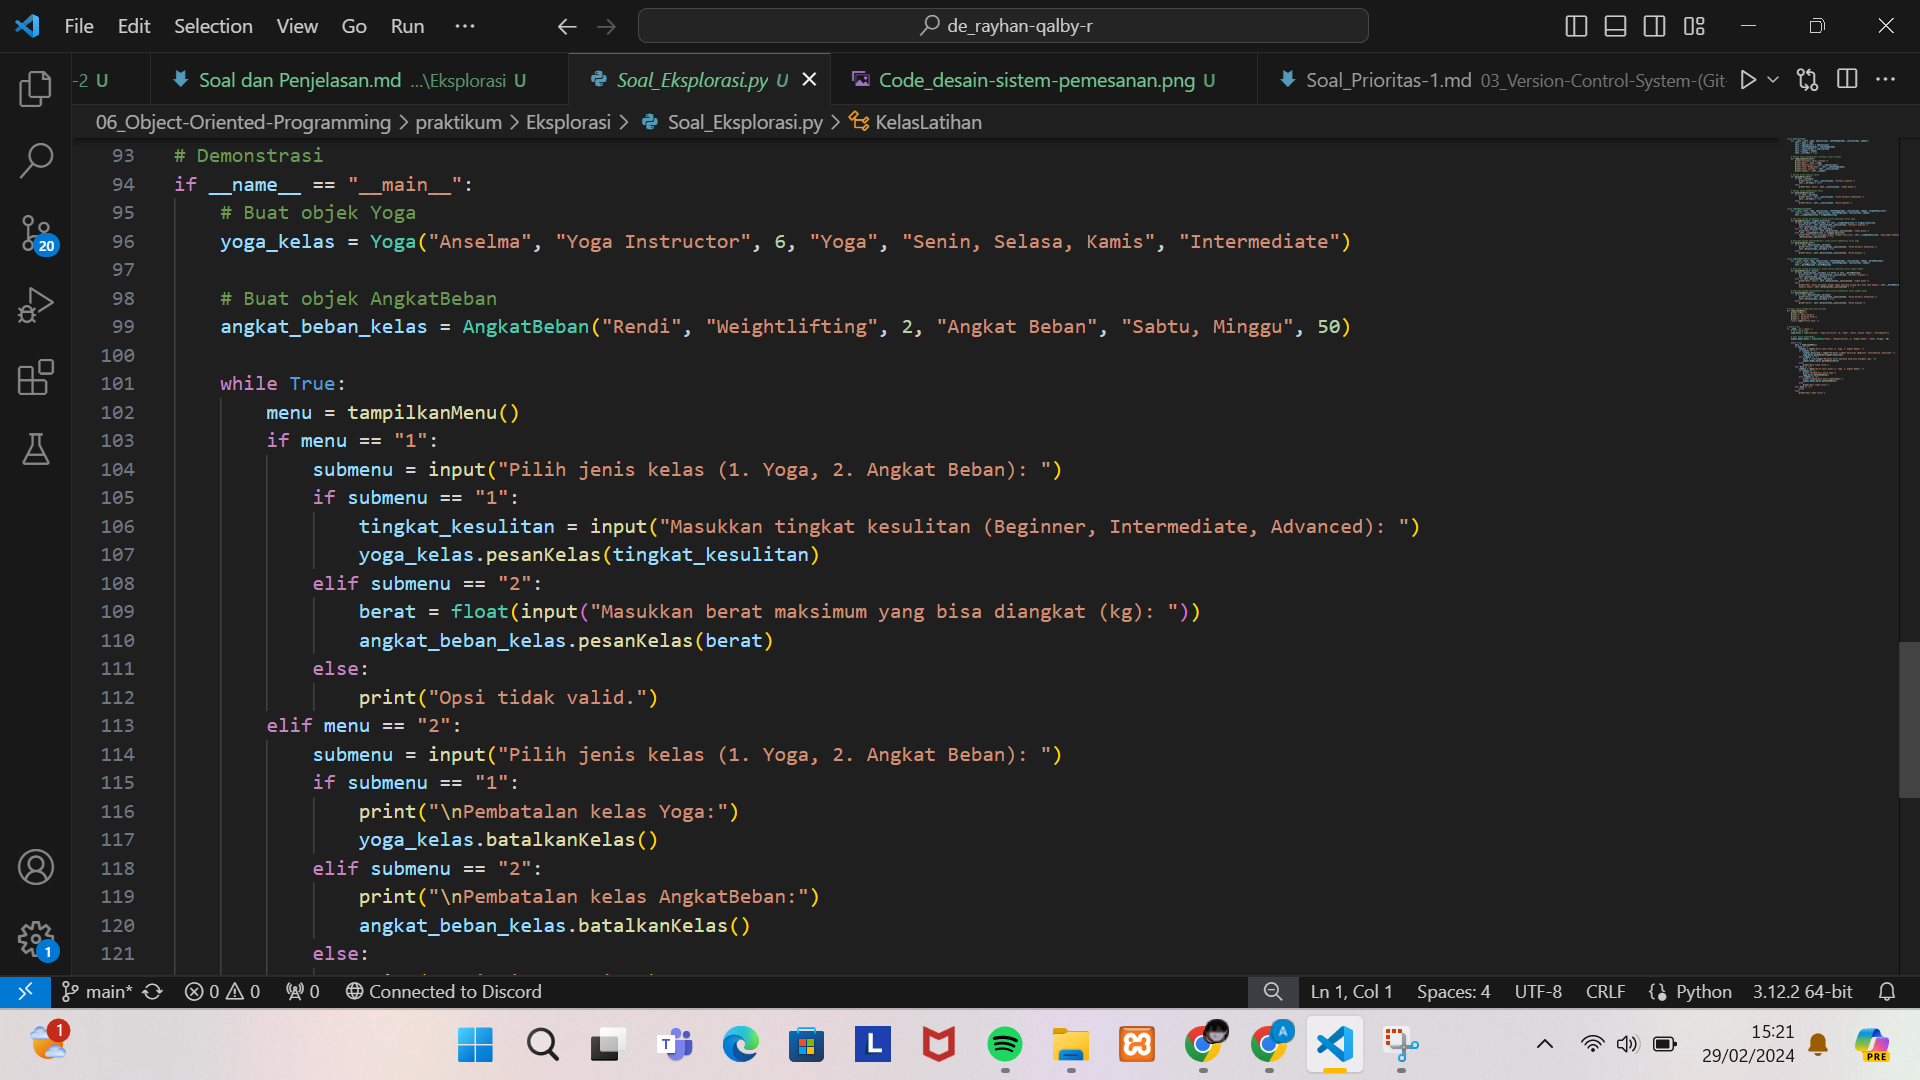 File Edit Selection View Go Run ··· de_rayhan-qalby-r
-2 U Soal dan Penjelasan.md ...\Eksplorasi U Soal_Eksplorasi.py U Code_desain-sistem-pemesanan.png U Soal_Prioritas-1.md 03_Version-Control-System-(Git
06_Object-Oriented-Programming > praktikum > Eksplorasi > Soal_Eksplorasi.py > KelasLatihan
93 # Demonstrasi
94 if __name__ == "__main__":
95 # Buat objek Yoga
96 yoga_kelas = Yoga("Anselma", "Yoga Instructor", 6, "Yoga", "Senin, Selasa, Kamis", "Intermediate")
97
98 # Buat objek AngkatBeban
99 angkat_beban_kelas = AngkatBeban("Rendi", "Weightlifting", 2, "Angkat Beban", "Sabtu, Minggu", 50)
100
101 while True:
102 menu = tampilkanMenu()
103 if menu == "1":
104 submenu = input("Pilih jenis kelas (1. Yoga, 2. Angkat Beban): ")
105 if submenu == "1":
106 tingkat_kesulitan = input("Masukkan tingkat kesulitan (Beginner, Intermediate, Advanced): ")
107 yoga_kelas.pesanKelas(tingkat_kesulitan)
108 elif submenu == "2":
109 berat = float(input("Masukkan berat maksimum yang bisa diangkat (kg): "))
110 angkat_beban_kelas.pesanKelas(berat)
111 else:
112 print("Opsi tidak valid.")
113 elif menu == "2":
114 submenu = input("Pilih jenis kelas (1. Yoga, 2. Angkat Beban): ")
115 if submenu == "1":
116 print("\nPembatalan kelas Yoga:")
117 yoga_kelas.batalkanKelas()
118 elif submenu == "2":
119 print("\nPembatalan kelas AngkatBeban:")
120 angkat_beban_kelas.batalkanKelas()
121 else:
20
1
main* 0 0 0 Connected to Discord Ln 1, Col 1 Spaces: 4 UTF-8 CRLF Python 3.12.2 64-bit
1 T L A PRE
15:21
29/02/2024